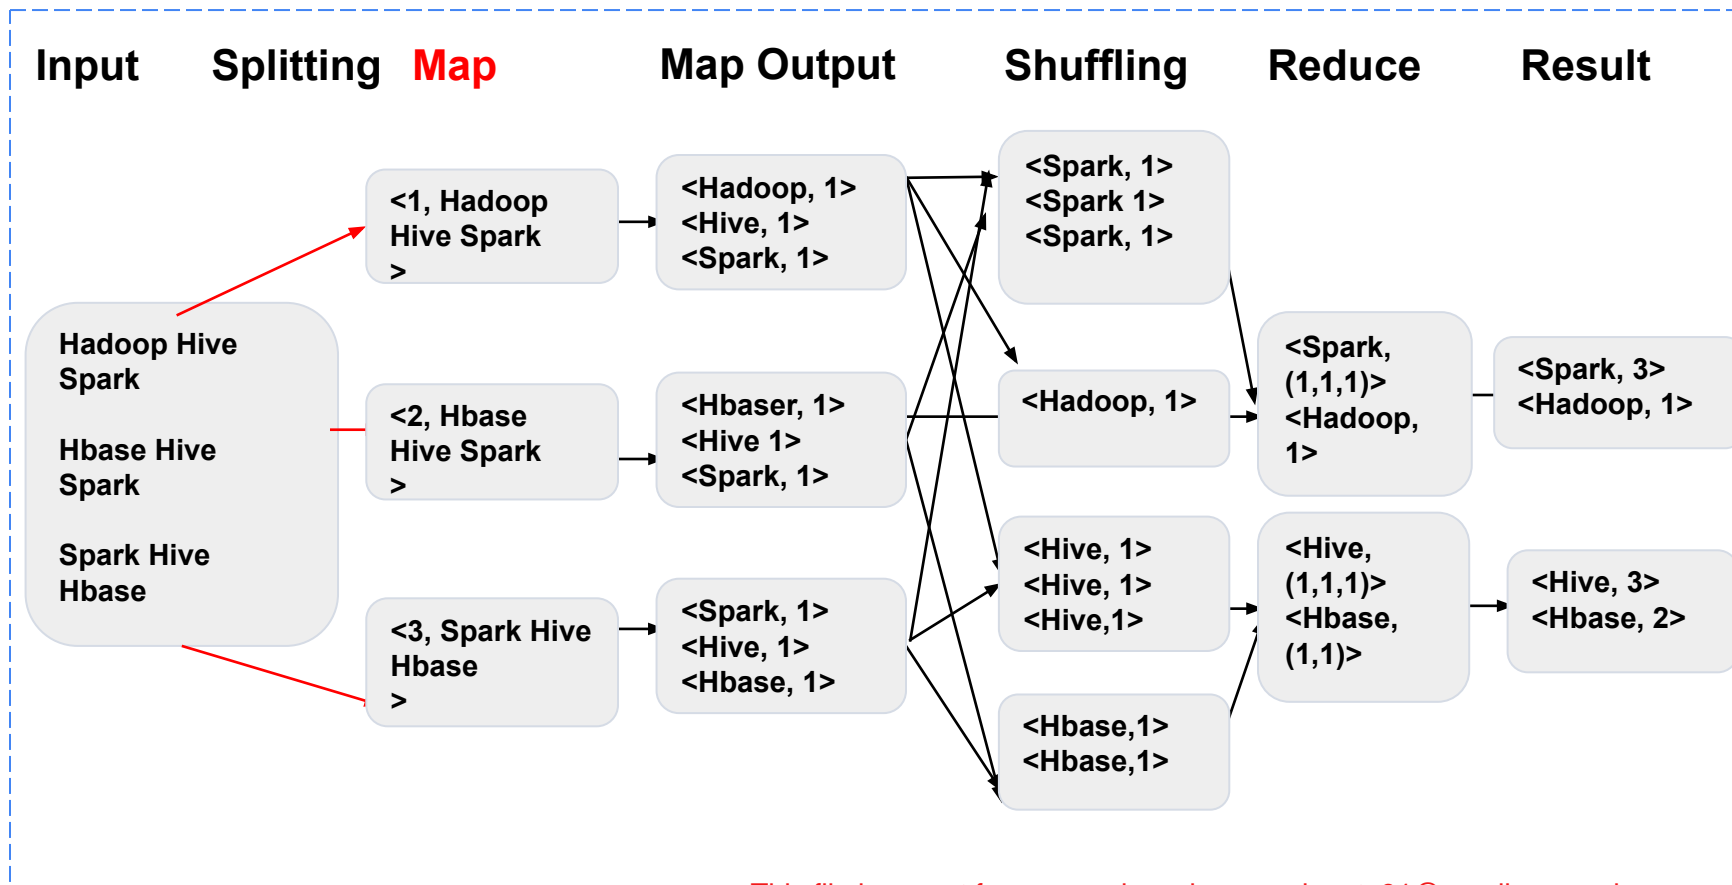 Input Splitting Map Map Output Shuffling Reduce Result
Hadoop Hive
Spark
Hbase Hive
Spark
Spark Hive
Hbase
<1, Hadoop
Hive Spark
>
<2, Hbase
Hive Spark
>
<3, Spark Hive
Hbase
>
<Hadoop, 1>
<Hive, 1>
<Spark, 1>
<Hbaser, 1>
<Hive 1>
<Spark, 1>
<Spark, 1>
<Hive, 1>
<Hbase, 1>
<Spark, 1>
<Spark 1>
<Spark, 1>
<Hadoop, 1>
<Hive, 1>
<Hive, 1>
<Hive,1>
<Hbase,1>
<Hbase,1>
<Spark,
(1,1,1)>
<Hadoop,
1>
<Hive,
(1,1,1)>
<Hbase,
(1,1)>
<Spark, 3>
<Hadoop, 1>
<Hive, 3>
<Hbase, 2>